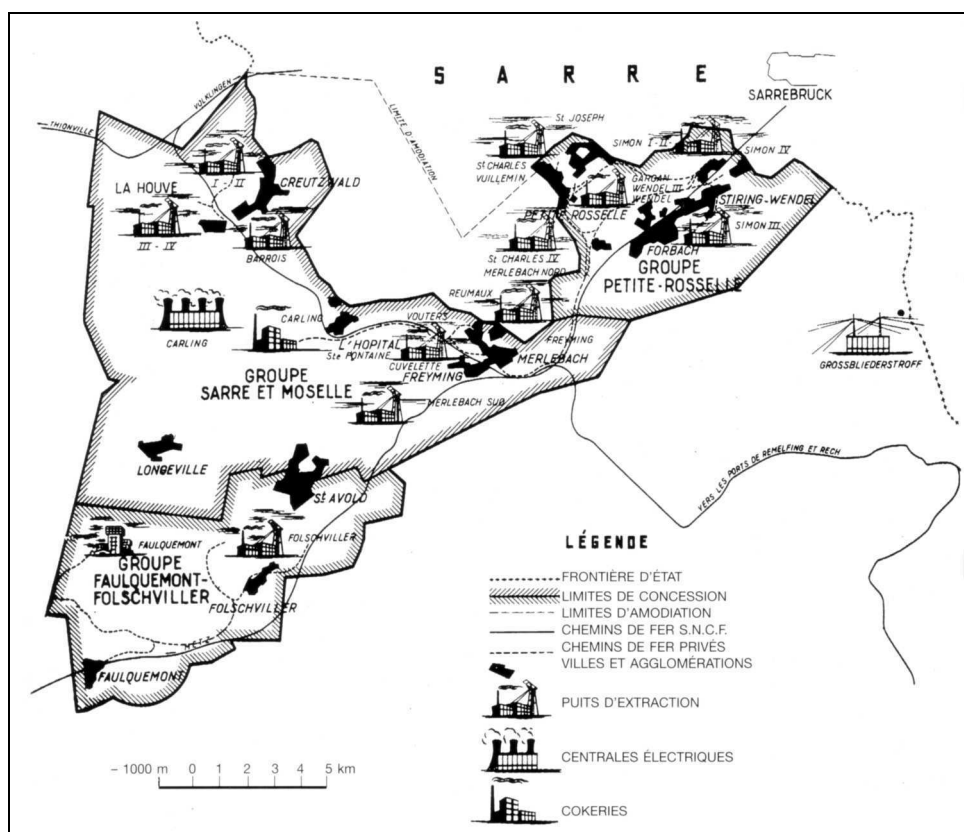 S A R R E
SARREBRUCK
VOLKLINGEN
THIONVILLE
LIMITE D'AMODIATION
St JOSEPH
SIMON I-II
SIMON IV
St CHARLES
VUILLEMIN
I - II
CREUTZWALD
LA HOUVE
III - IV
BARROIS
GARGAN
WENDEL III
WENDEL
PETITE ROSSELLE
STIRING-WENDEL
SIMON III
FORBACH
St CHARLES IV
MERLEBACH NORD
GROUPE
PETITE-ROSSELLE
REUMAUX
CARLING
CARLING
VOUTERS
L'HOPITAL
Ste FONTAINE
FREYMING
MERLEBACH
CUVELETTE
FREYMING
GROSSBLIEDERSTROFF
GROUPE
SARRE ET MOSELLE
MERLEBACH SUD
LONGEVILLE
St AVOLD
VERS LES PORTS DE REMELFING ET RECH
FAULQUEMONT
FOLSCHVILLER
GROUPE
FAULQUEMONT-
FOLSCHVILLER
FOLSCHVILLER
METZ
FAULQUEMONT
LÉGENDE
FRONTIÈRE D'ÉTAT
LIMITES DE CONCESSION
LIMITES D'AMODIATION
CHEMINS DE FER S.N.C.F.
CHEMINS DE FER PRIVÉS
VILLES ET AGGLOMÉRATIONS
PUITS D'EXTRACTION
CENTRALES ÉLECTRIQUES
COKERIES
– 1000 m 0 1 2 3 4 5 km